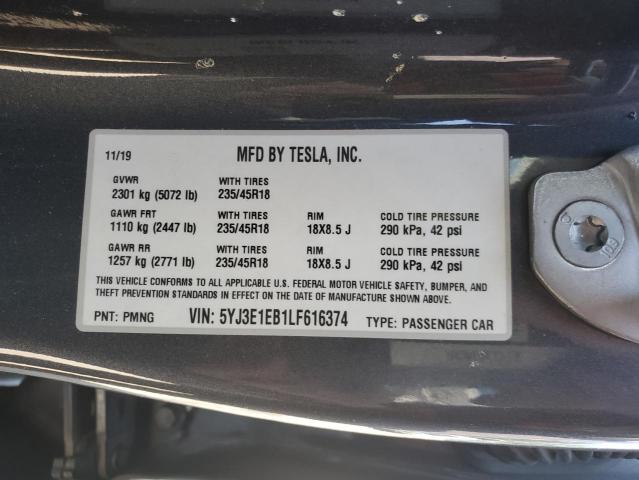 11/19 MFD BY TESLA, INC.
GVWR WITH TIRES
2301 kg (5072 lb) 235/45R18
GAWR FRT WITH TIRES RIM COLD TIRE PRESSURE
1110 kg (2447 lb) 235/45R18 18X8.5 J 290 kPa, 42 psi
GAWR RR WITH TIRES RIM COLD TIRE PRESSURE
1257 kg (2771 lb) 235/45R18 18X8.5 J 290 kPa, 42 psi
THIS VEHICLE CONFORMS TO ALL APPLICABLE U.S. FEDERAL MOTOR VEHICLE SAFETY, BUMPER, AND
THEFT PREVENTION STANDARDS IN EFFECT ON THE DATE OF MANUFACTURE SHOWN ABOVE.
PNT: PMNG VIN: 5YJ3E1EB1LF616374 TYPE: PASSENGER CAR